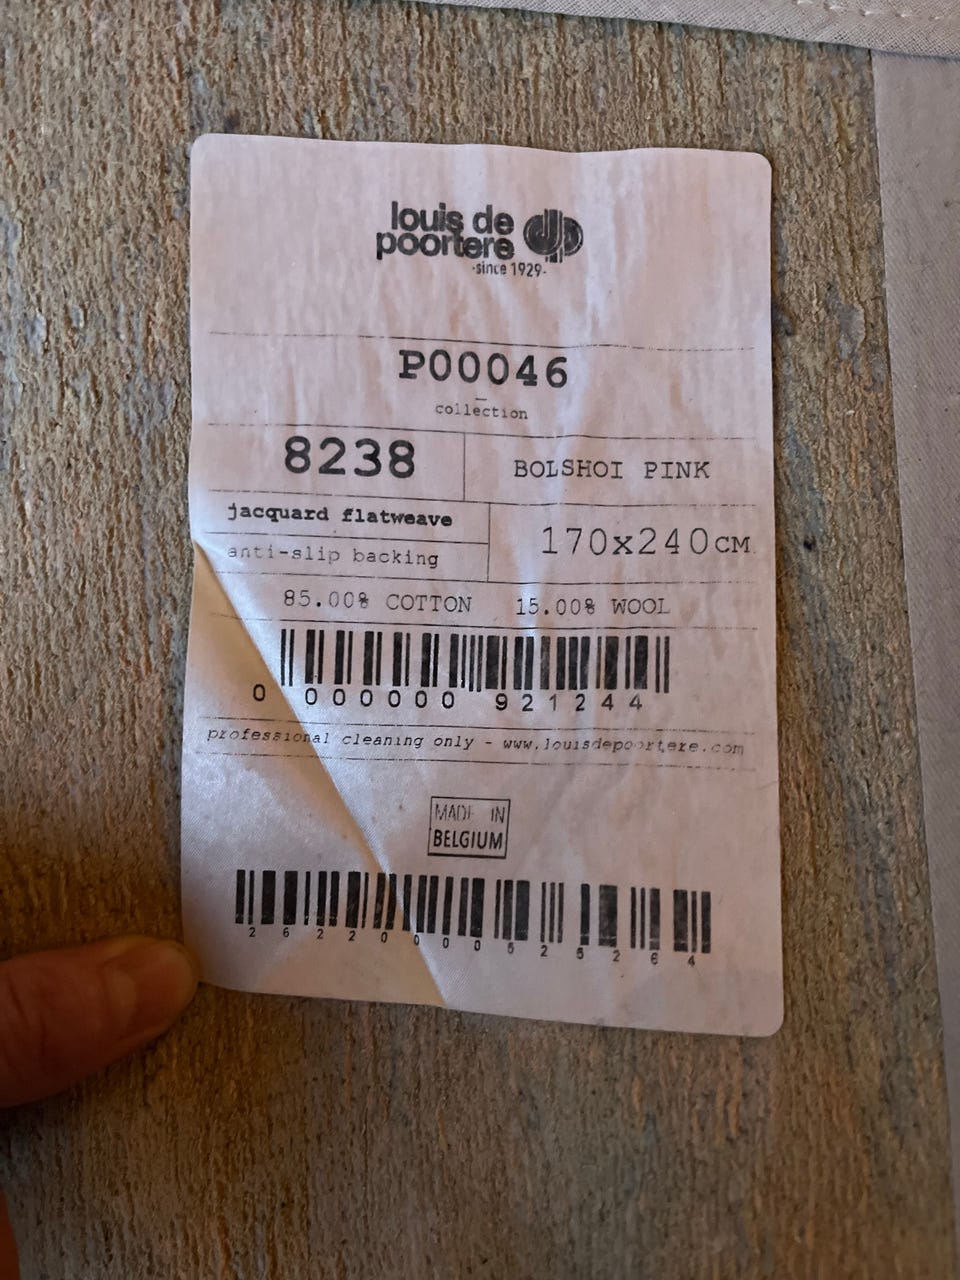 louis de
poortere
-since 1929-
P00046
collection
8238
BOLSHOI PINK
jacquard flatweave
anti-slip backing
170x240CM
85.00% COTTON 15.00% WOOL
0 000000 921244
professional cleaning only - www.louisdepoortere.com
MADE IN
BELGIUM
26220000525264